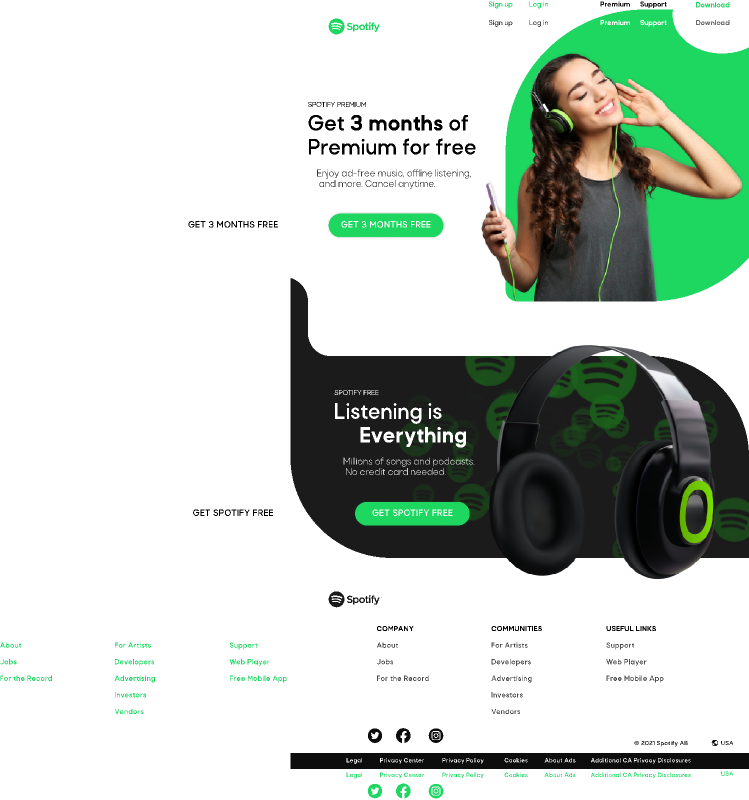 Sign up Log in Premium Support Download
Sign up Log in Premium Support Download
Spotify
SPOTIFY PREMIUM
Get 3 months of
Premium for free
Enjoy ad-free music, offline listening,
and more. Cancel anytime.
GET 3 MONTHS FREE GET 3 MONTHS FREE
SPOTIFY FREE
Listening is
Everything
Millions of songs and podcasts.
No credit card needed.
GET SPOTIFY FREE GET SPOTIFY FREE
Spotify
COMPANY COMMUNITIES USEFUL LINKS
About For Artists Support About For Artists Support
Jobs Developers Web Player Jobs Developers Web Player
For the Record Advertising Free Mobile App For the Record Advertising Free Mobile App
Investors Investors
Vendors Vendors
© 2021 Spotify AB USA
Legal Privacy Center Privacy Policy Cookies About Ads Additional CA Privacy Disclosures
Legal Privacy Center Privacy Policy Cookies About Ads Additional CA Privacy Disclosures USA